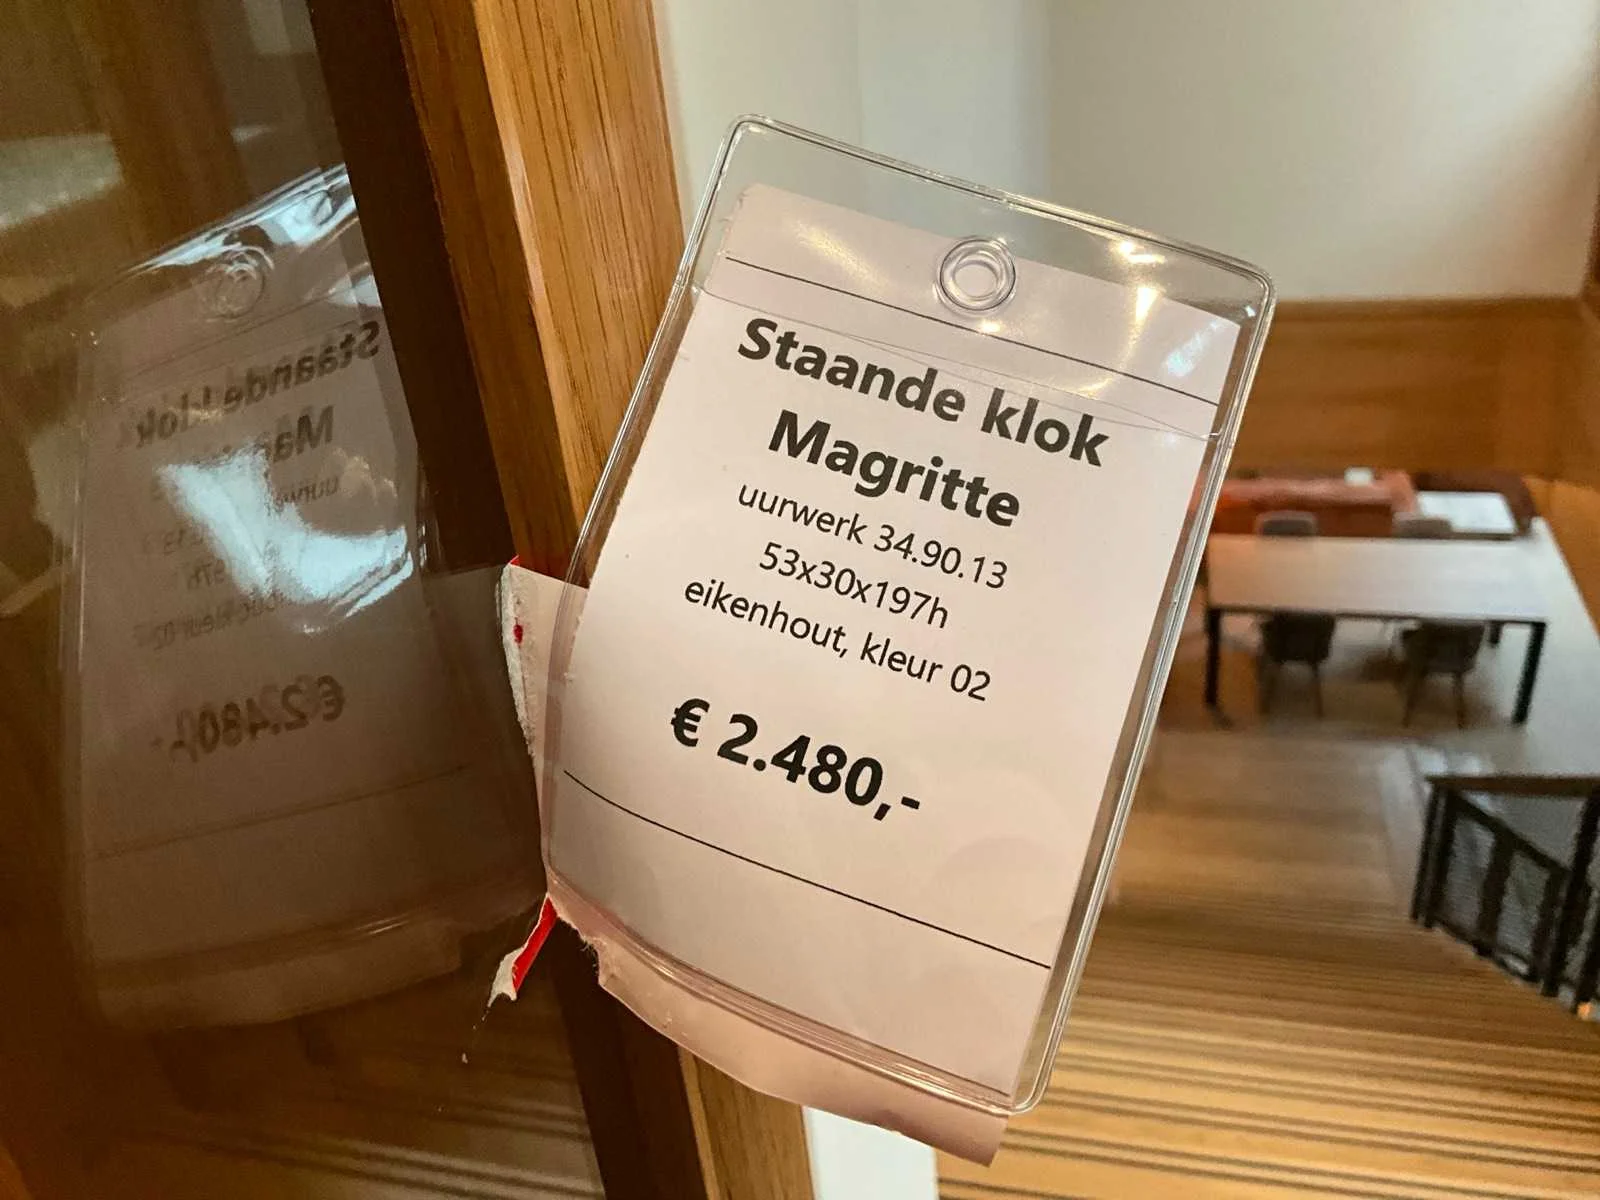 Staande klok
Magritte
uurwerk 34.90.13
53x30x197h
eikenhout, kleur 02
€ 2.480,-